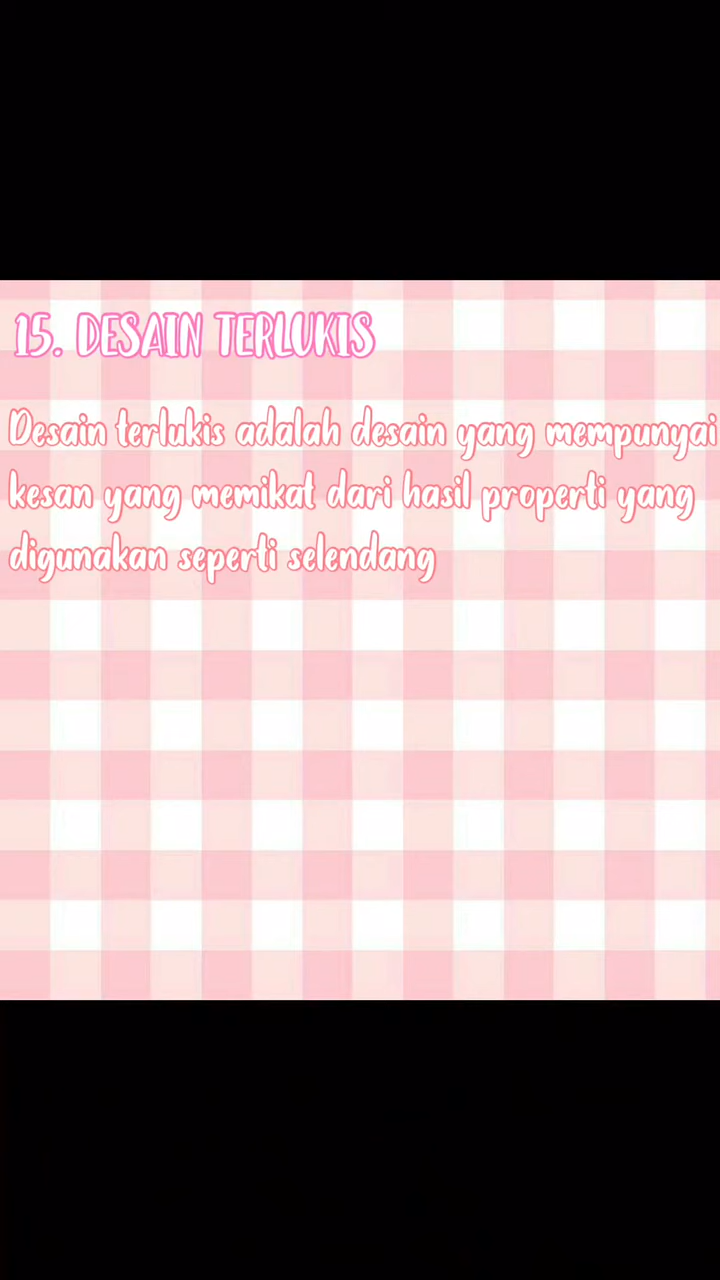 15. DESAIN TERLUKIS
Desain terlukis adalah desain yang mempunyai
kesan yang memikat dari hasil properti yang
digunakan seperti selendang